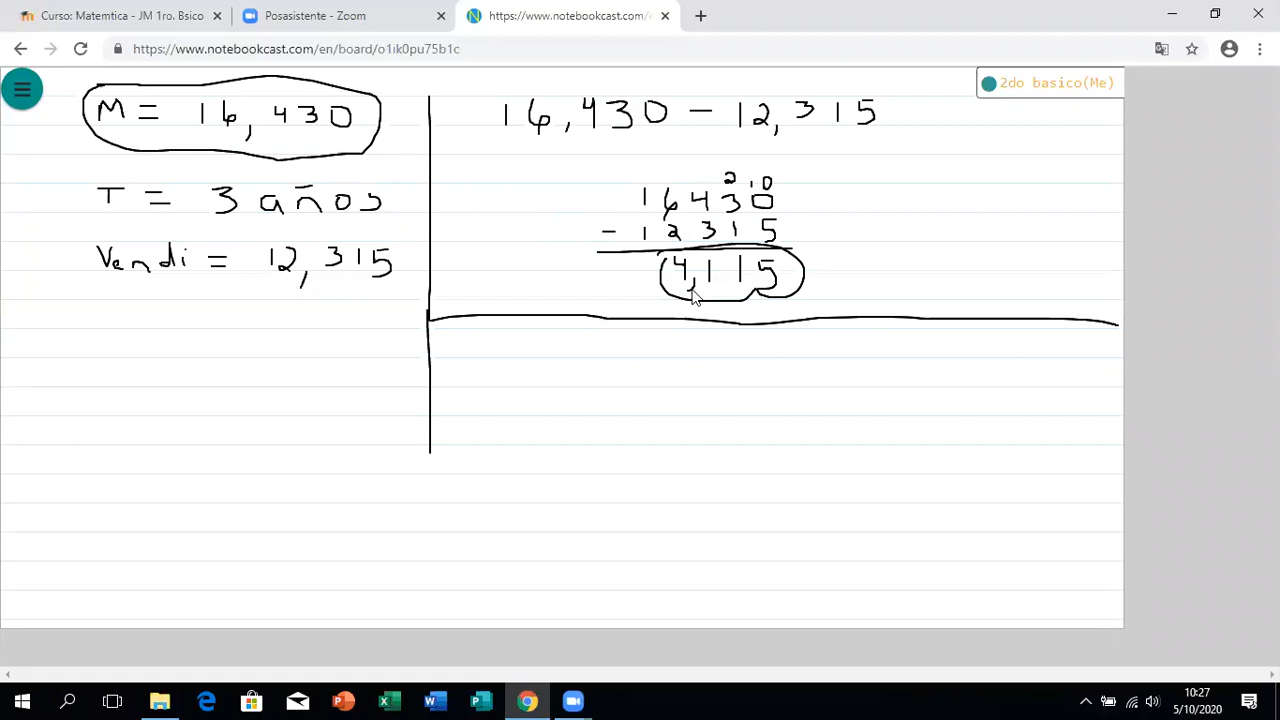 Curso: Matemtica - JM 1ro. Bsico
Posasistente - Zoom
https://www.notebookcast.com/en
https://www.notebookcast.com/en/board/o1ik0pu75b1c
2do basico(Me)
M = 16,430
T = 3 años
Vendi = 12,315
16,430 - 12,315
2 10
16430
- 12315
4,115
10:27
5/10/2020